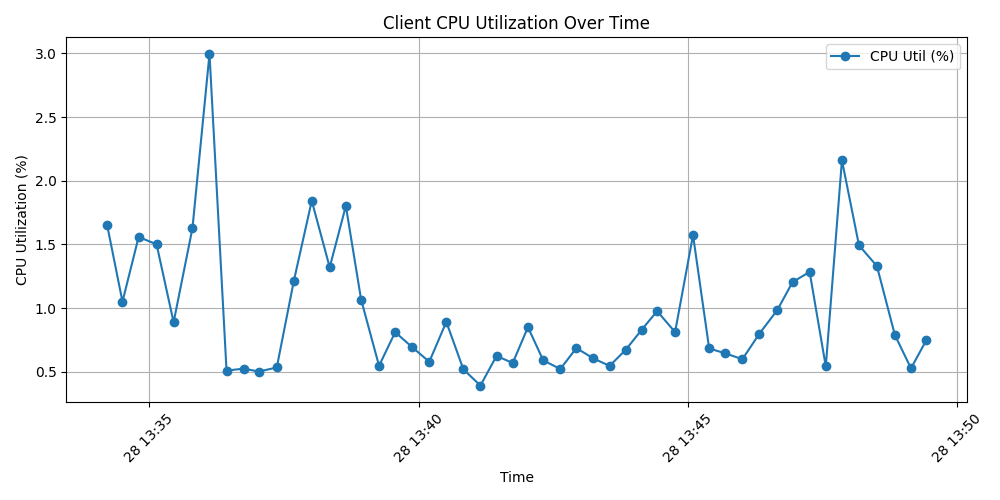 Client CPU Utilization Over Time
CPU Util (%)
CPU Utilization (%)
3.0
2.5
2.0
1.5
1.0
0.5
28 13:35
28 13:40
28 13:45
28 13:50
Time